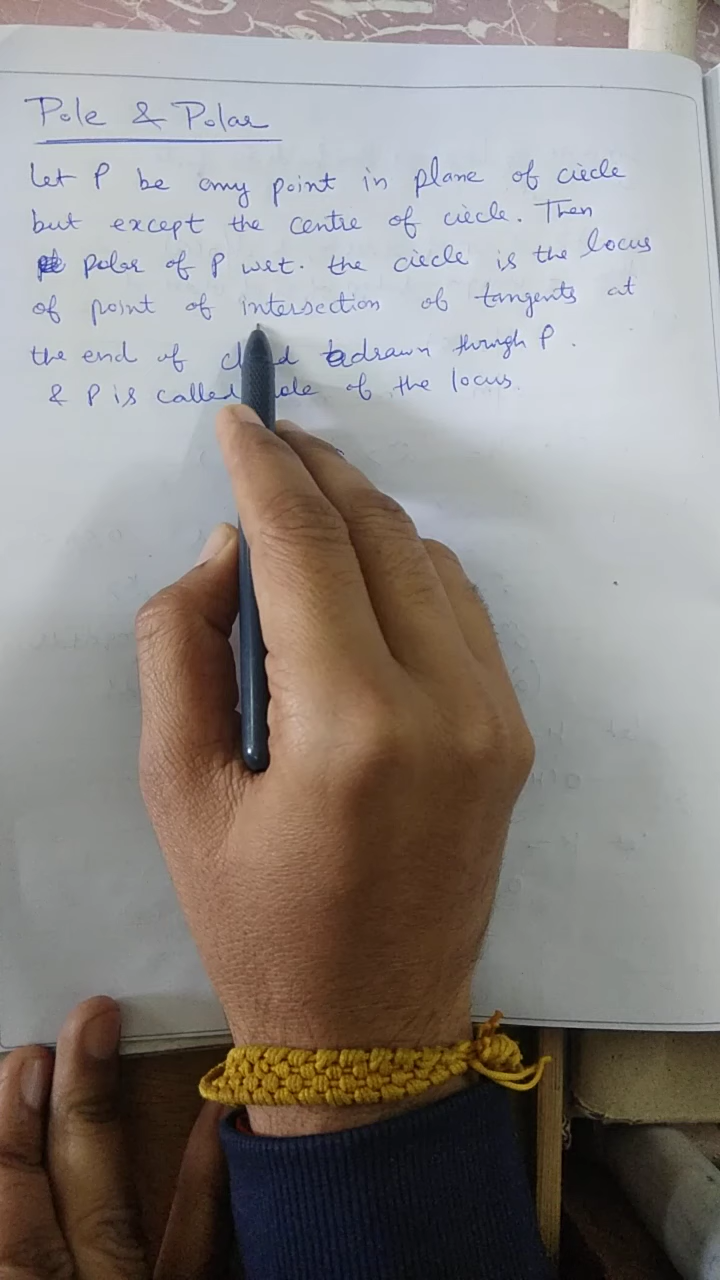 Pole & Polar
Let P be any point in plane of circle
but except the centre of circle. Then
polar of P wrt. the circle is the locus
of point of intersection of tangents at
the end of drawn through P.
& P is called of the locus.